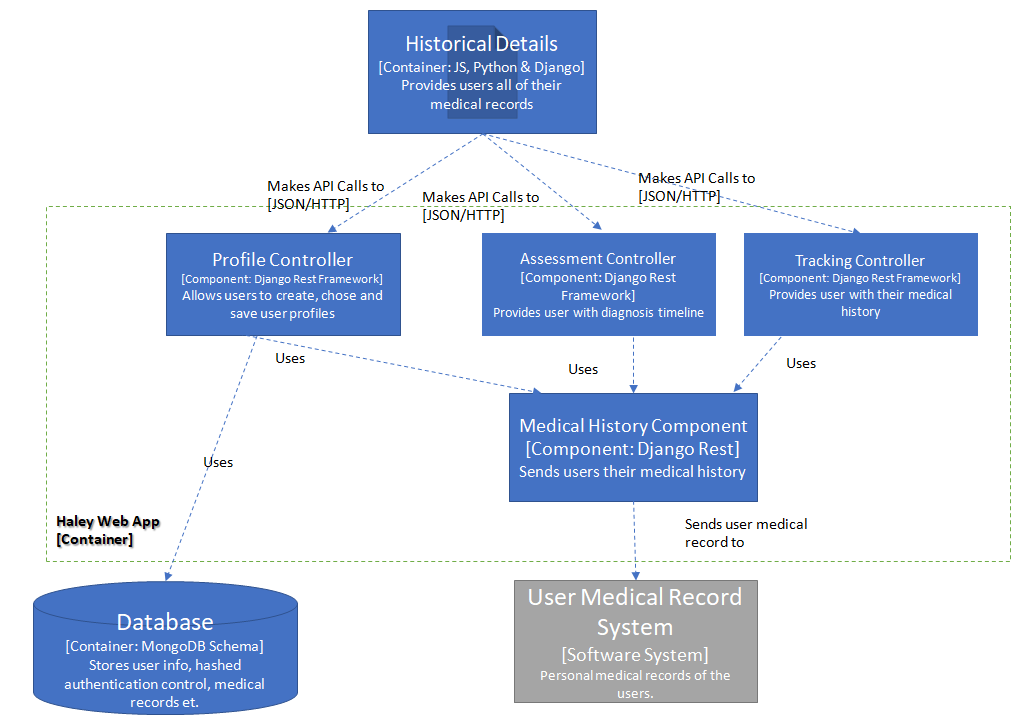 Historical Details
[Container: JS, Python & Django]
Provides users all of their
medical records
Makes API Calls to
[JSON/HTTP]
Makes API Calls to
[JSON/HTTP]
Makes API Calls to
[JSON/HTTP]
Profile Controller
[Component: Django Rest Framework]
Allows users to create, chose and
save user profiles
Assessment Controller
[Component: Django Rest
Framework]
Provides user with diagnosis timeline
Tracking Controller
[Component: Django Rest Framework]
Provides user with their medical
history
Uses
Uses
Uses
Medical History Component
[Component: Django Rest]
Sends users their medical history
Uses
Haley Web App
[Container]
Sends user medical
record to
Database
[Container: MongoDB Schema]
Stores user info, hashed
authentication control, medical
records et.
User Medical Record
System
[Software System]
Personal medical records of the
users.